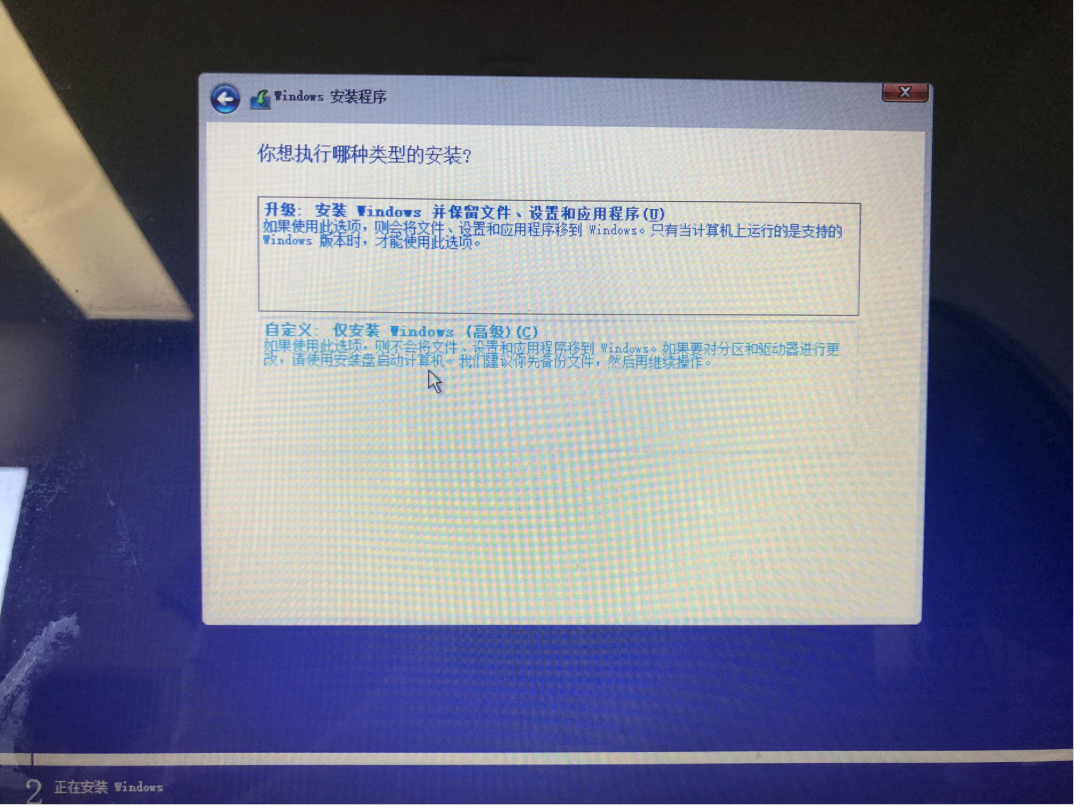 Windows 安装程序
你想执行哪种类型的安装?
升级: 安装 Windows 并保留文件、设置和应用程序(U)
如果使用此选项，则会将文件、设置和应用程序移到 Windows。只有当计算机上运行的是支持的
Windows 版本时，才能使用此选项。
自定义: 仅安装 Windows (高级)(C)
如果使用此选项，则不会将文件、设置和应用程序移到 Windows。如果要对分区和驱动器进行更
改，请使用安装盘启动计算机。我们建议你先备份文件，然后再继续操作。
2 正在安装 Windows